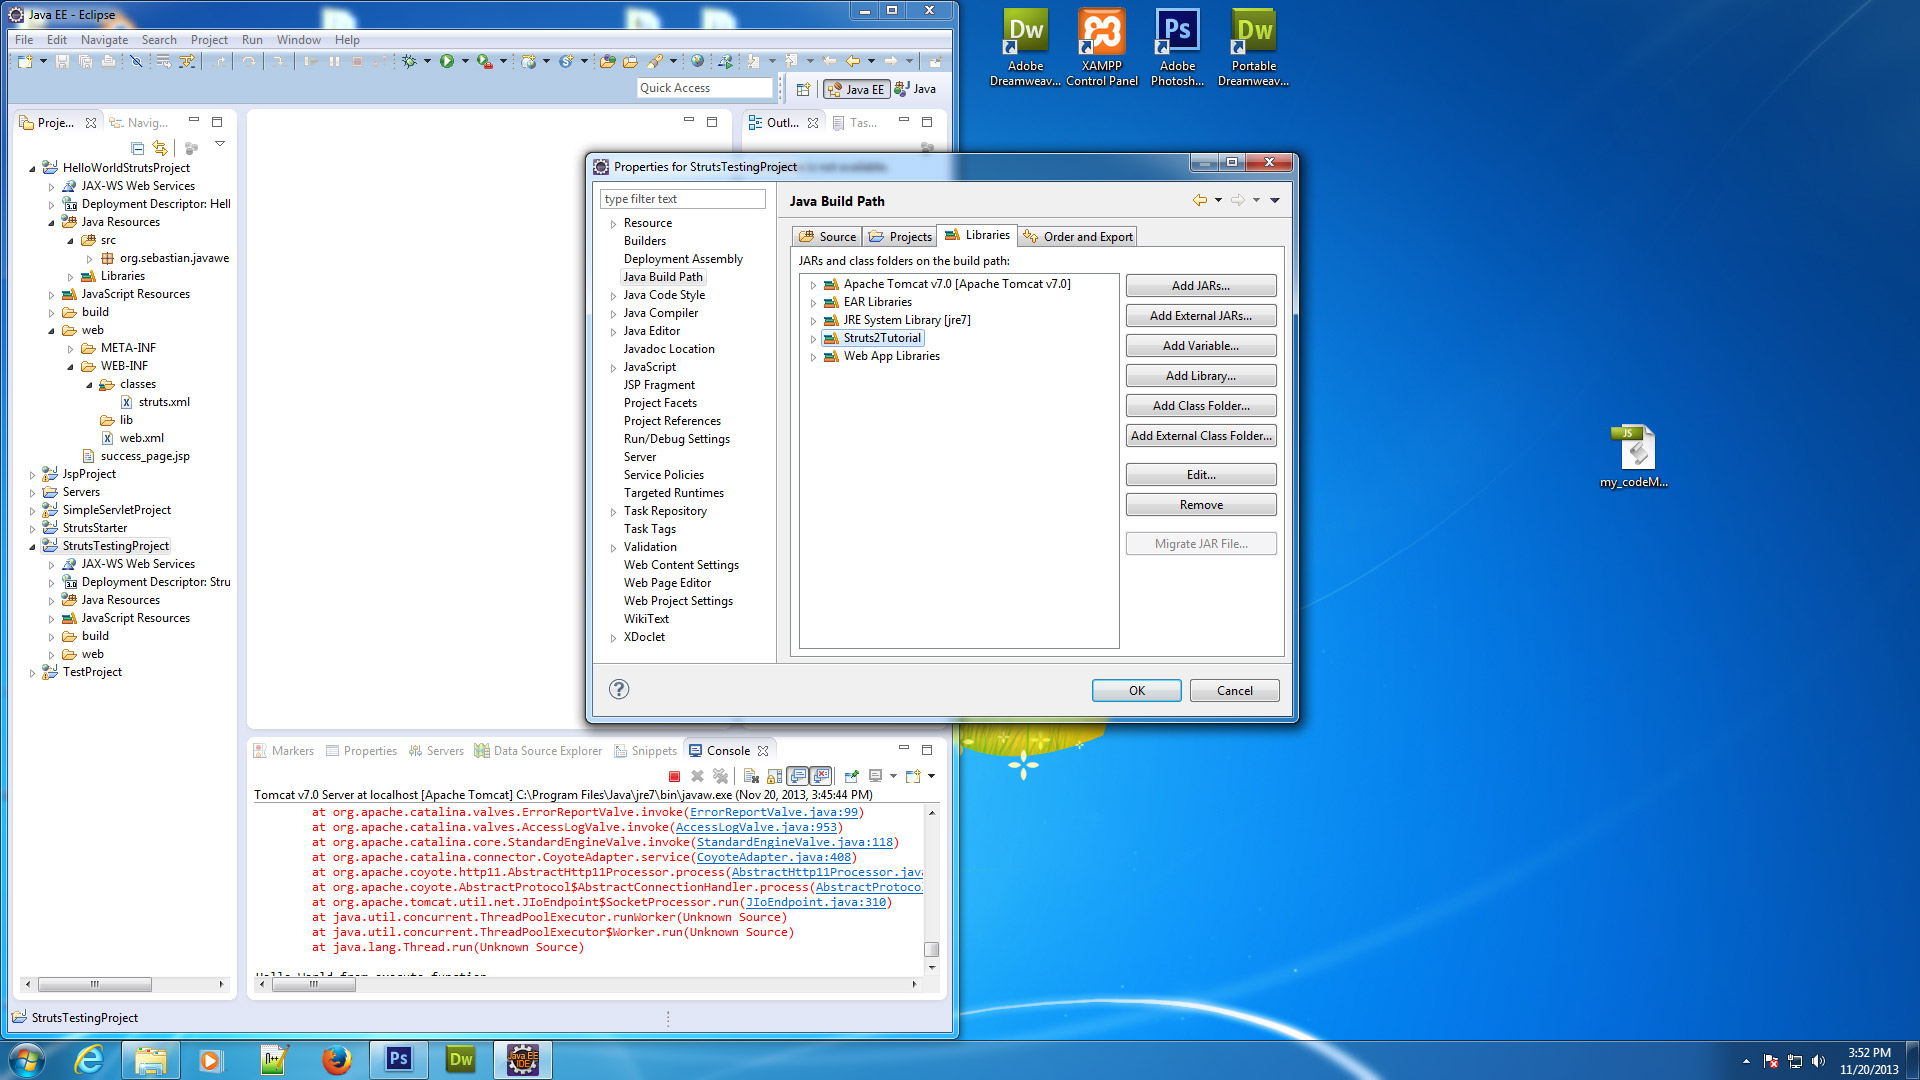 Java EE - Eclipse
File Edit Navigate Search Project Run Window Help
Quick Access
Java EE
Java
Proje...
Navig...
HelloWorldStrutsProject
JAX-WS Web Services
Deployment Descriptor: Hell
Java Resources
src
org.sebastian.javawe
Libraries
JavaScript Resources
build
web
META-INF
WEB-INF
classes
struts.xml
lib
web.xml
success_page.jsp
JspProject
Servers
SimpleServletProject
StrutsStarter
StrutsTestingProject
JAX-WS Web Services
Deployment Descriptor: Stru
Java Resources
JavaScript Resources
build
web
TestProject
Outl...
Tas...
Properties for StrutsTestingProject
type filter text
Resource
Builders
Deployment Assembly
Java Build Path
Java Code Style
Java Compiler
Java Editor
Javadoc Location
JavaScript
JSP Fragment
Project Facets
Project References
Run/Debug Settings
Server
Service Policies
Targeted Runtimes
Task Repository
Task Tags
Validation
Web Content Settings
Web Page Editor
Web Project Settings
WikiText
XDoclet
Java Build Path
Source
Projects
Libraries
Order and Export
JARs and class folders on the build path:
Apache Tomcat v7.0 [Apache Tomcat v7.0]
EAR Libraries
JRE System Library [jre7]
Struts2Tutorial
Web App Libraries
Add JARs...
Add External JARs...
Add Variable...
Add Library...
Add Class Folder...
Add External Class Folder...
Edit...
Remove
Migrate JAR File...
OK
Cancel
Markers
Properties
Servers
Data Source Explorer
Snippets
Console
Tomcat v7.0 Server at localhost [Apache Tomcat] C:\Program Files\Java\jre7\bin\javaw.exe (Nov 20, 2013, 3:45:44 PM)
at org.apache.catalina.valves.ErrorReportValve.invoke(ErrorReportValve.java:99)
at org.apache.catalina.valves.AccessLogValve.invoke(AccessLogValve.java:953)
at org.apache.catalina.core.StandardEngineValve.invoke(StandardEngineValve.java:118)
at org.apache.catalina.connector.CoyoteAdapter.service(CoyoteAdapter.java:408)
at org.apache.coyote.http11.AbstractHttp11Processor.process(AbstractHttp11Processor.java
at org.apache.coyote.AbstractProtocol$AbstractConnectionHandler.process(AbstractProtoco
at org.apache.tomcat.util.net.JIoEndpoint$SocketProcessor.run(JIoEndpoint.java:310)
at java.util.concurrent.ThreadPoolExecutor.runWorker(Unknown Source)
at java.util.concurrent.ThreadPoolExecutor$Worker.run(Unknown Source)
at java.lang.Thread.run(Unknown Source)
Hello World from execute function
StrutsTestingProject
Dw
Adobe
Dreamweav...
XAMPP
Control Panel
Ps
Adobe
Photosh...
Dw
Portable
Dreamweav...
JS
my_codeM...
Ps
Dw
Java EE
IDE
3:52 PM
11/20/2013